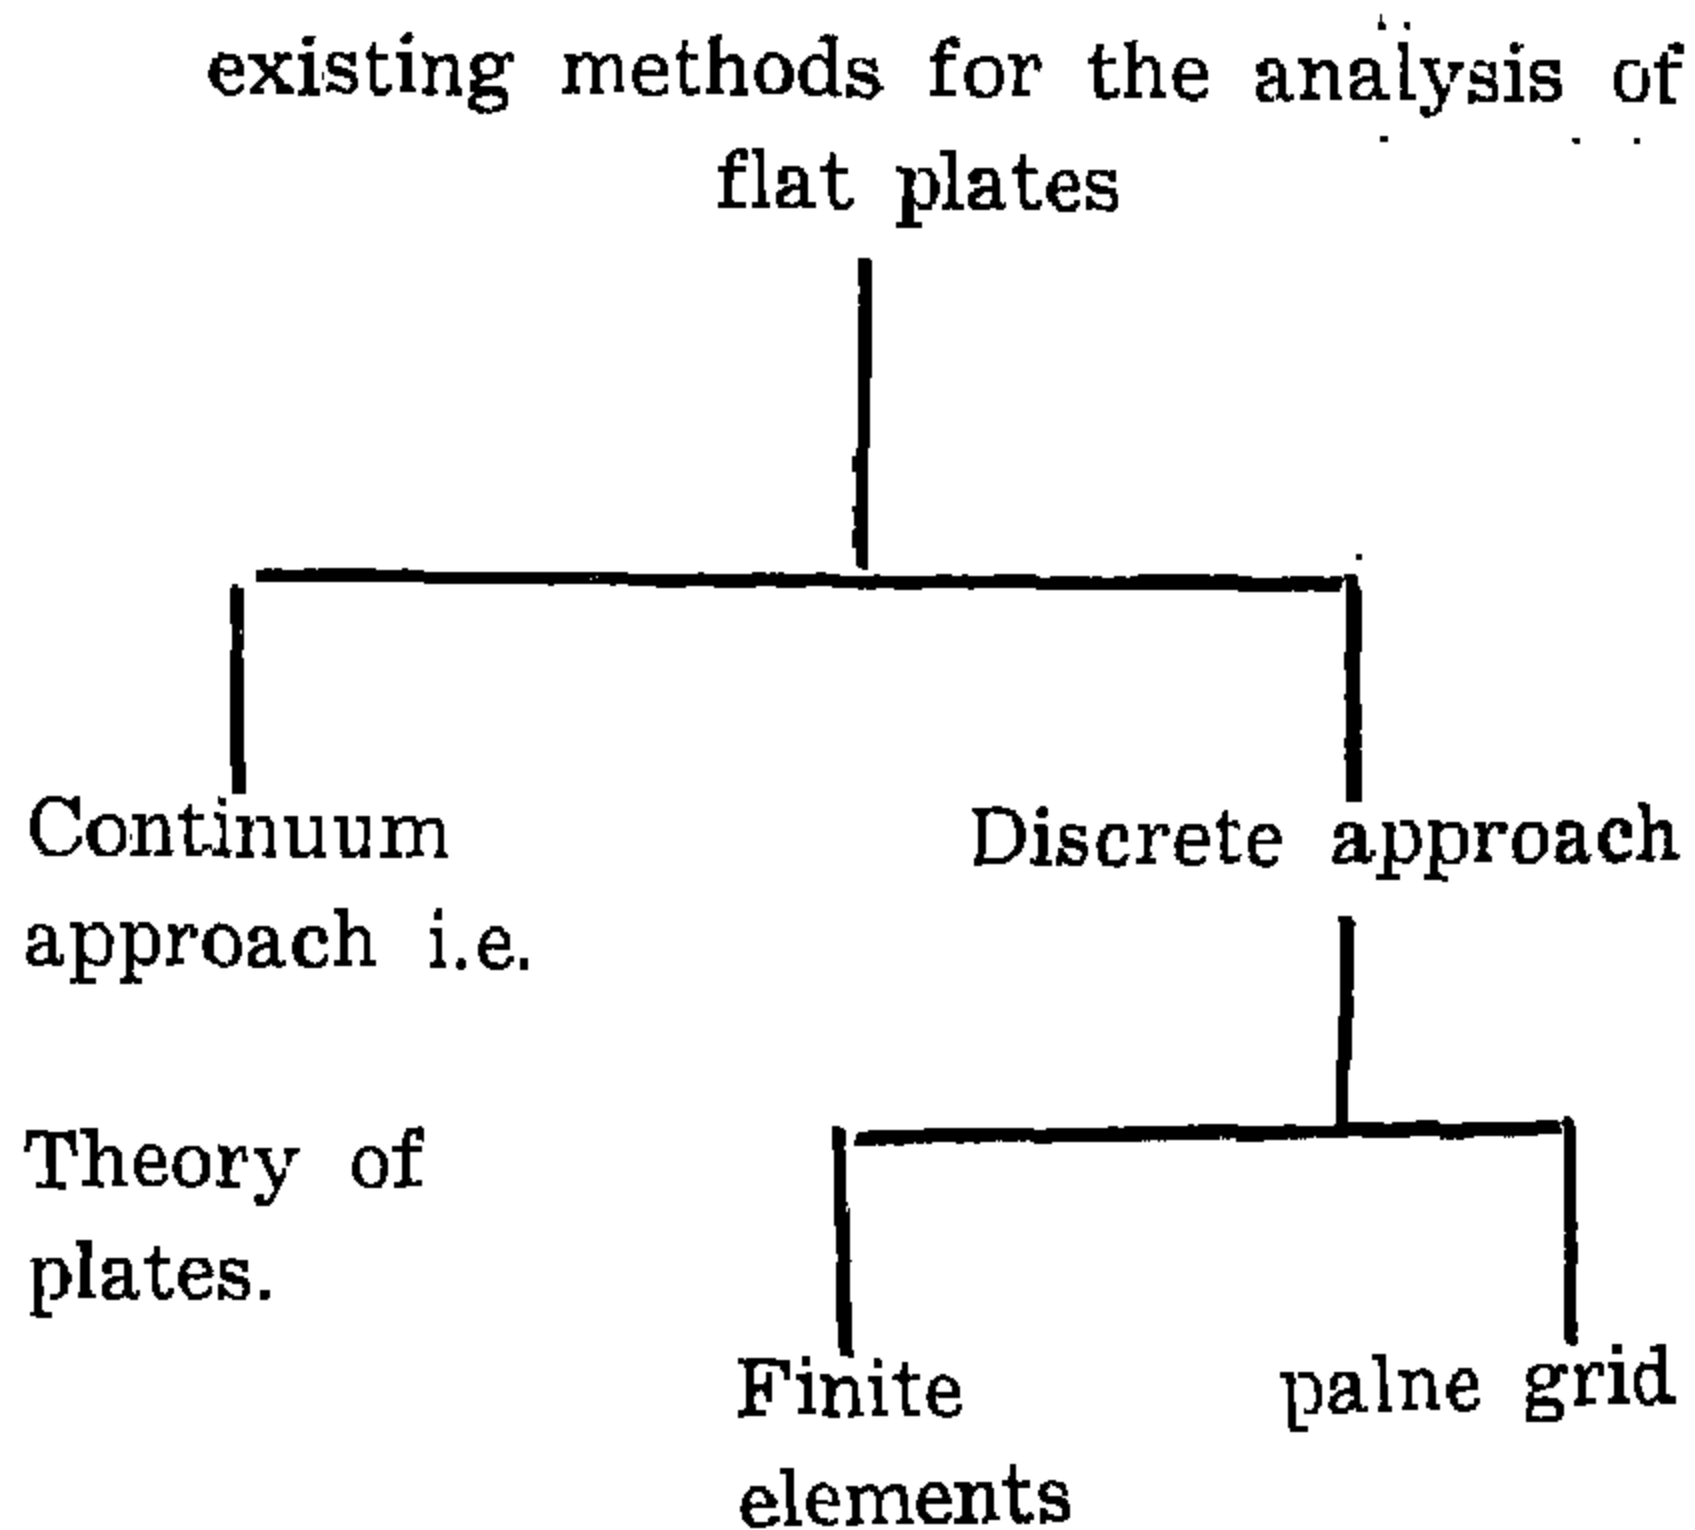 existing methods for the analysis of
flat plates
Continuum
approach i.e.
Theory of
plates.
Discrete approach
Finite
elements
palne grid